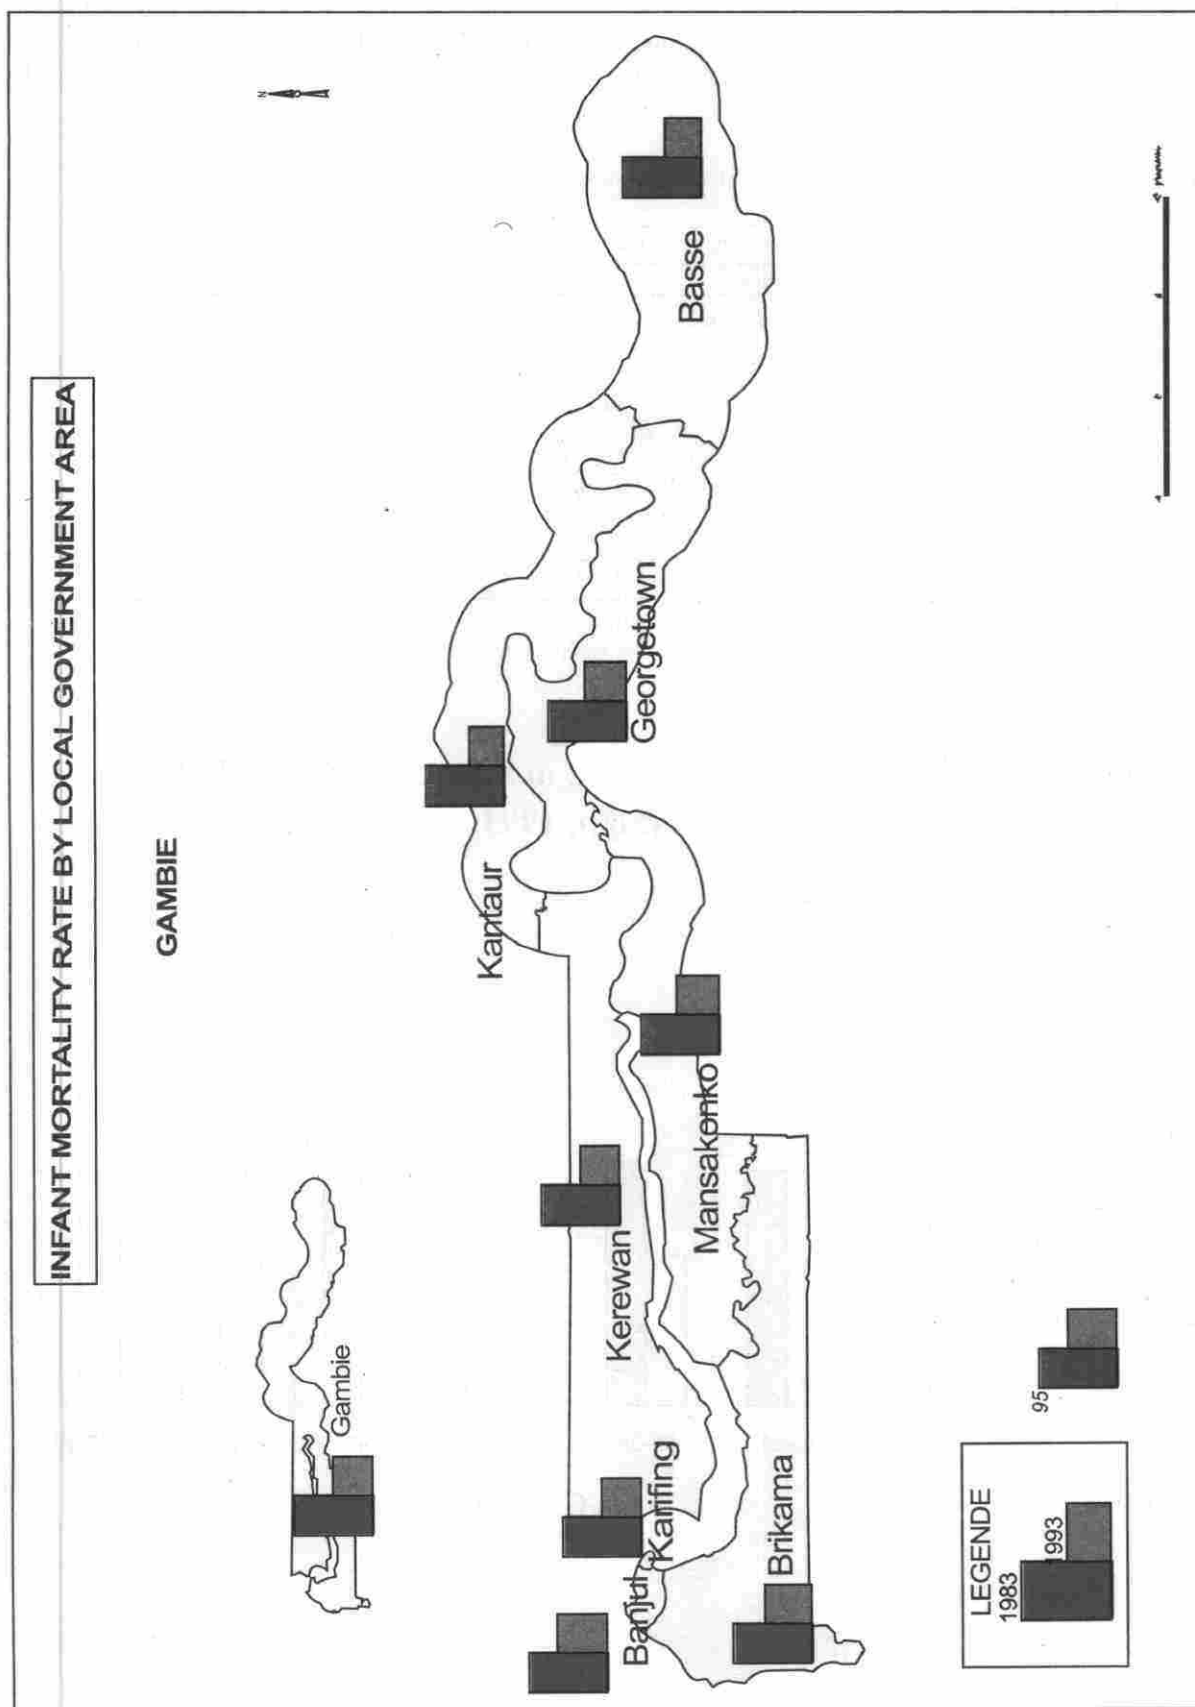 INFANT MORTALITY RATE BY LOCAL GOVERNMENT AREA
GAMBIE
N
Gambie
Kantaur
Georgetown
Basse
Kerewan
Mansakonko
Banjul
Karifing
Brikama
LEGENDE
1983
1993
95